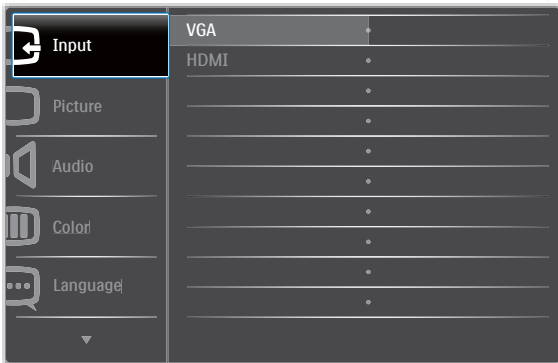 Input
VGA
HDMI
Picture
Audio
Color
Language